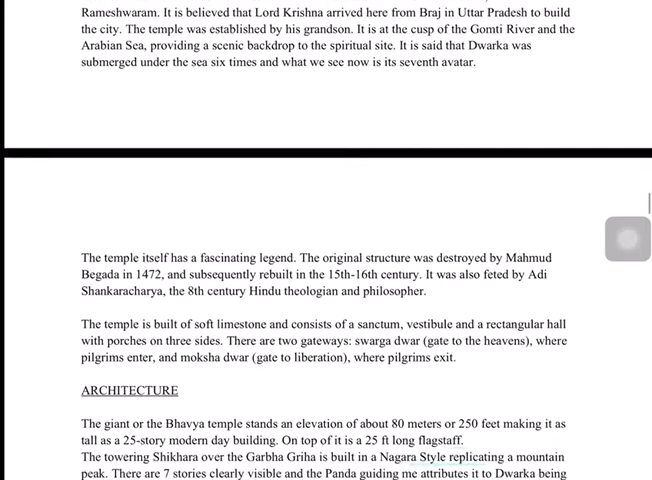 Rameshwaram. It is believed that Lord Krishna arrived here from Braj in Uttar Pradesh to build
the city. The temple was established by his grandson. It is at the cusp of the Gomti River and the
Arabian Sea, providing a scenic backdrop to the spiritual site. It is said that Dwarka was
submerged under the sea six times and what we see now is its seventh avatar.
The temple itself has a fascinating legend. The original structure was destroyed by Mahmud
Begada in 1472, and subsequently rebuilt in the 15th-16th century. It was also feted by Adi
Shankaracharya, the 8th century Hindu theologian and philosopher.
The temple is built of soft limestone and consists of a sanctum, vestibule and a rectangular hall
with porches on three sides. There are two gateways: swarga dwar (gate to the heavens), where
pilgrims enter, and moksha dwar (gate to liberation), where pilgrims exit.
ARCHITECTURE
The giant or the Bhavya temple stands an elevation of about 80 meters or 250 feet making it as
tall as a 25-story modern day building. On top of it is a 25 ft long flagstaff.
The towering Shikhara over the Garbha Griha is built in a Nagara Style replicating a mountain
peak. There are 7 stories clearly visible and the Panda guiding me attributes it to Dwarka being